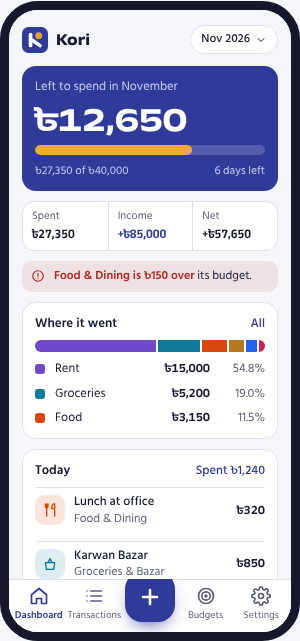 Kori
Nov 2026
Left to spend in November
৳12,650
৳27,350 of ৳40,000 6 days left
Spent Income Net
৳27,350 +৳85,000 +৳57,650
Food & Dining is ৳150 over its budget.
Where it went All
Rent ৳15,000 54.8%
Groceries ৳5,200 19.0%
Food ৳3,150 11.5%
Today Spent ৳1,240
Lunch at office
Food & Dining
৳320
Karwan Bazar
Groceries & Bazar
৳850
Dashboard Transactions Budgets Settings